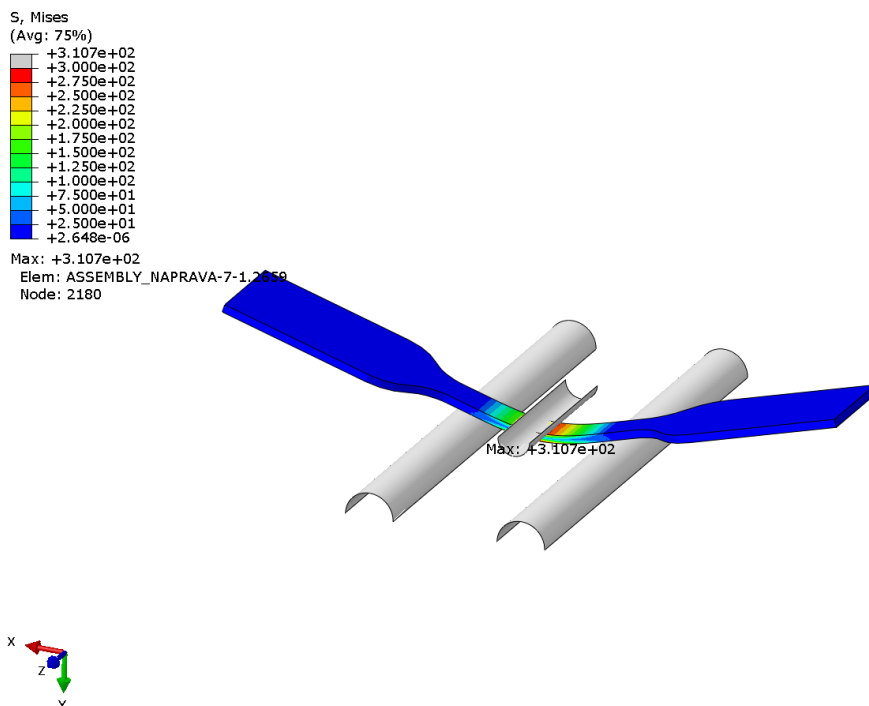 S, Mises
(Avg: 75%)
+3.107e+02
+3.000e+02
+2.750e+02
+2.500e+02
+2.250e+02
+2.000e+02
+1.750e+02
+1.500e+02
+1.250e+02
+1.000e+02
+7.500e+01
+5.000e+01
+2.500e+01
+2.648e-06
Max: +3.107e+02
Elem: ASSEMBLY_NAPRAVA-7-1.2659
Node: 2180
Max: +3.107e+02
X
Z
Y